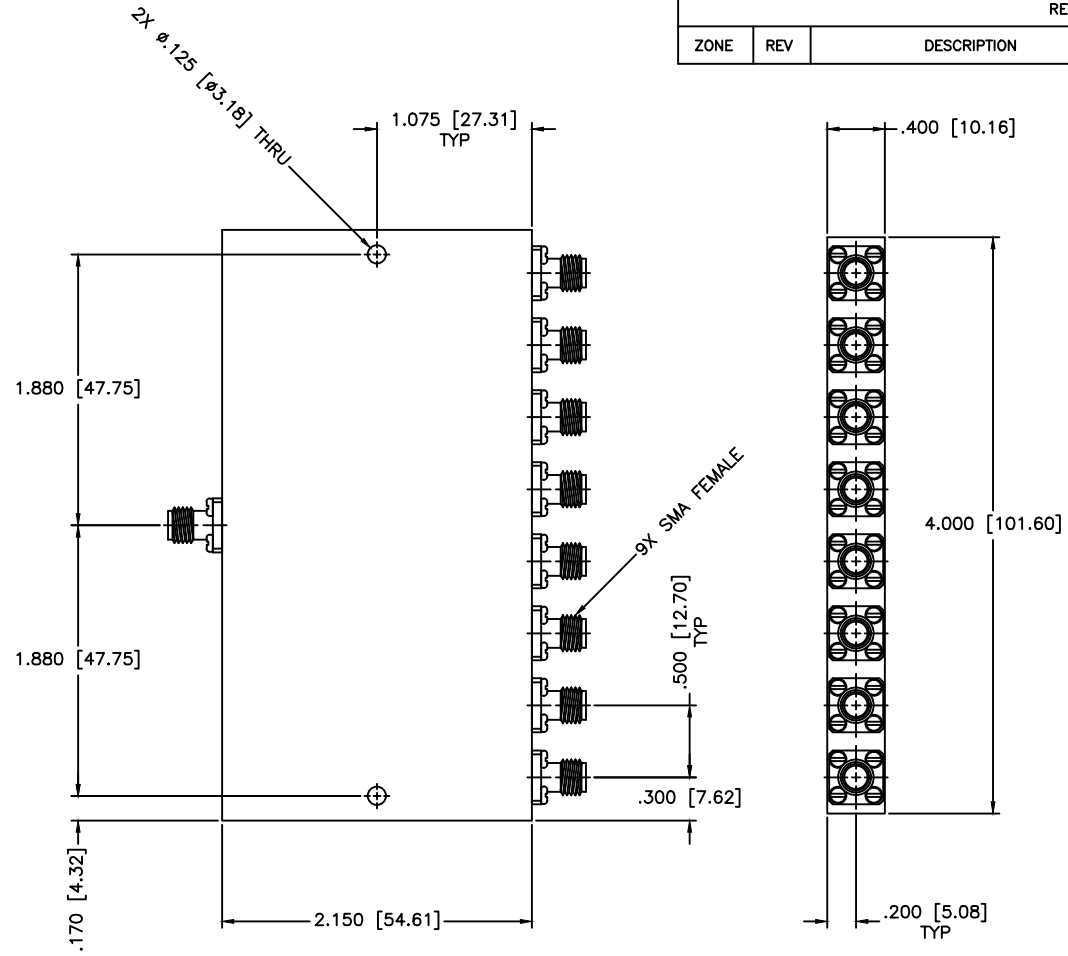 RE
ZONE REV DESCRIPTION
2X ø.125 [ø3.18] THRU
1.075 [27.31]
TYP
.400 [10.16]
1.880 [47.75]
9X SMA FEMALE
4.000 [101.60]
.500 [12.70]
TYP
1.880 [47.75]
.300 [7.62]
.170 [4.32]
2.150 [54.61]
.200 [5.08]
TYP